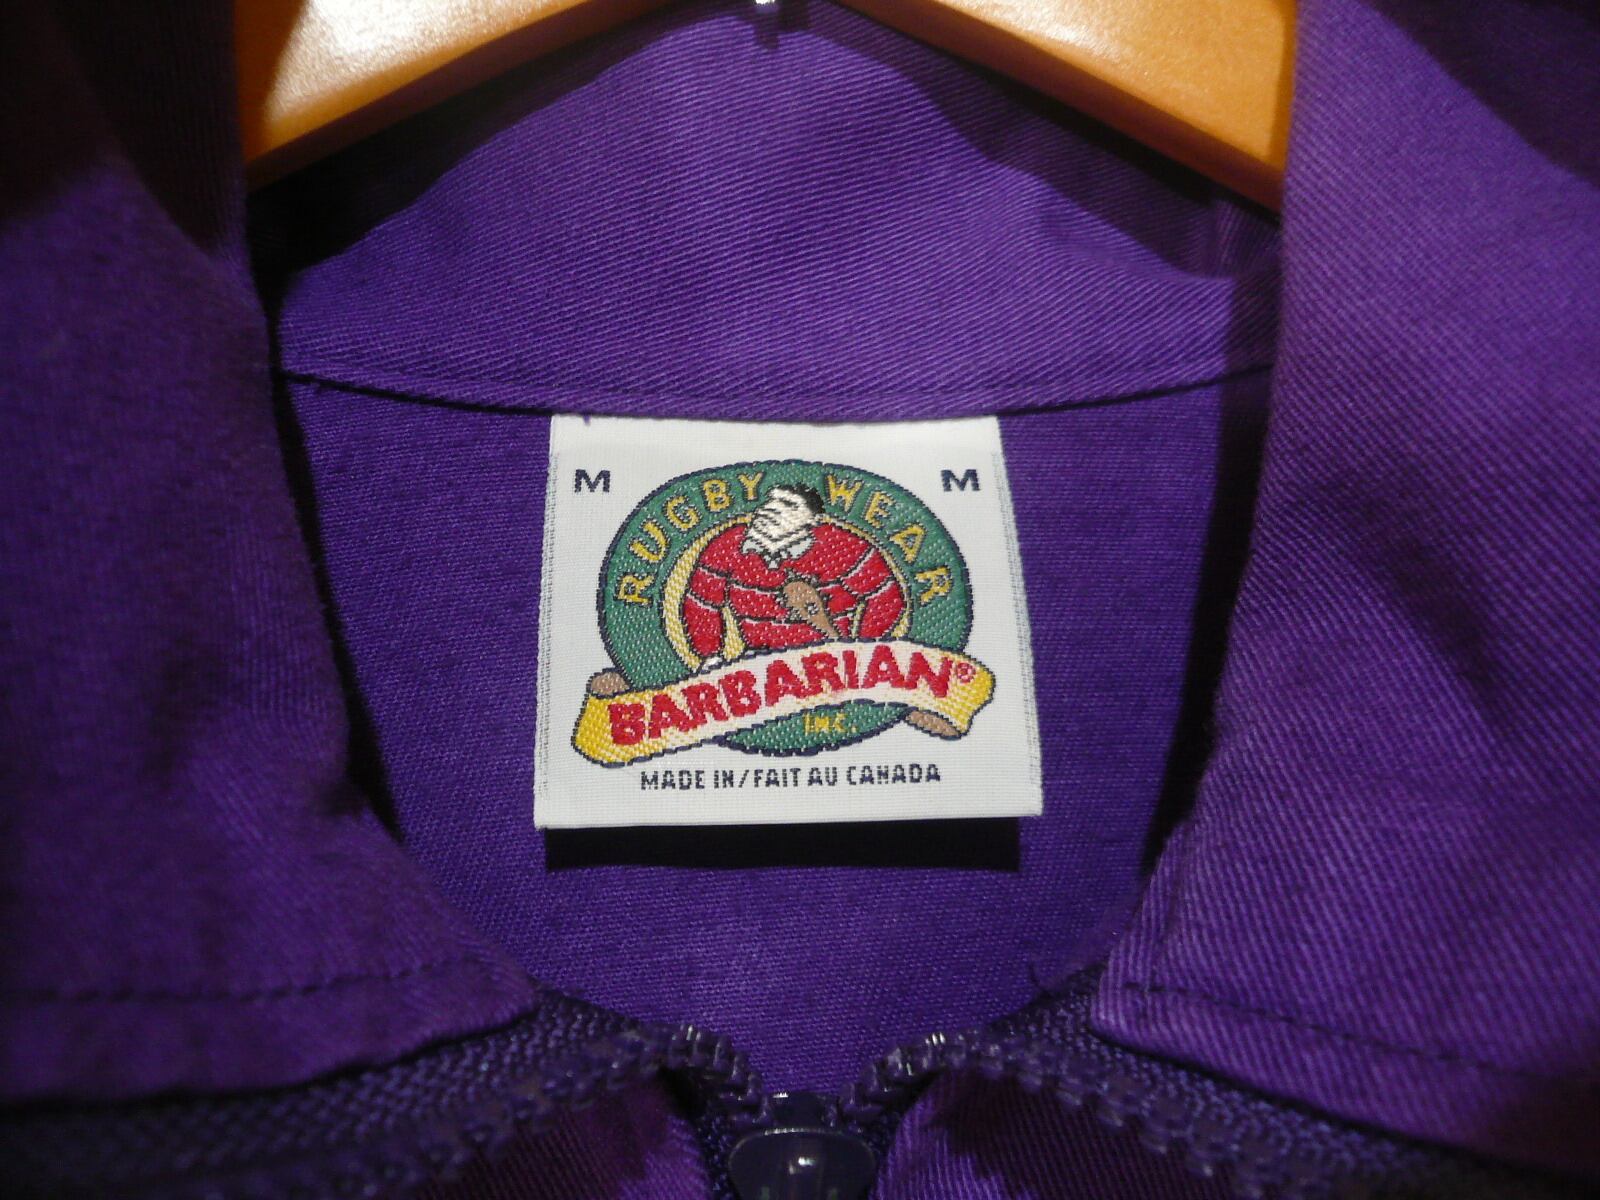 M M
RUGBY WEAR
BARBARIAN®
INC.
MADE IN/FAIT AU CANADA